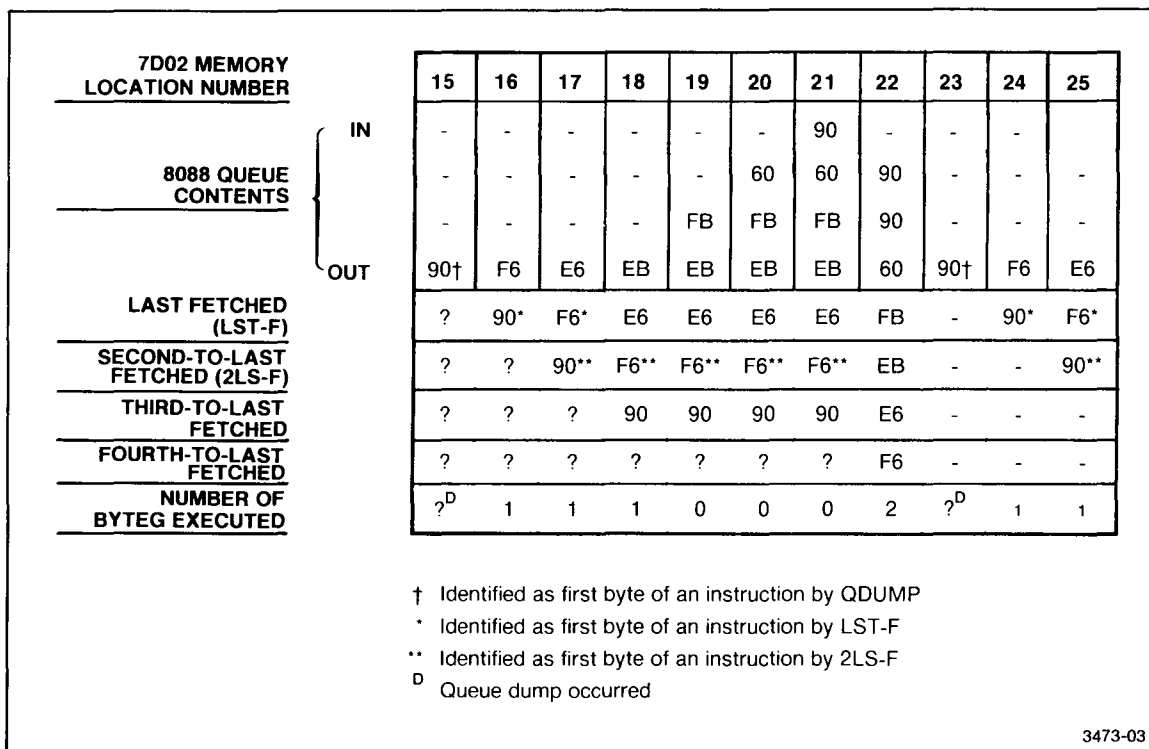 7D02 MEMORY
LOCATION NUMBER 15 16 17 18 19 20 21 22 23 24 25
IN - - - - - - 90 - - -
8088 QUEUE
CONTENTS
- - - - - 60 60 90 - - -
- - - - FB FB FB 90 - - -
OUT 90† F6 E6 EB EB EB EB 60 90† F6 E6
LAST FETCHED
(LST-F) ? 90* F6* E6 E6 E6 E6 FB - 90* F6*
SECOND-TO-LAST
FETCHED (2LS-F) ? ? 90** F6** F6** F6** F6** EB - - 90**
THIRD-TO-LAST
FETCHED ? ? ? 90 90 90 90 E6 - - -
FOURTH-TO-LAST
FETCHED ? ? ? ? ? ? ? F6 - - -
NUMBER OF
BYTEG EXECUTED ?D 1 1 1 0 0 0 2 ?D 1 1
† Identified as first byte of an instruction by QDUMP
* Identified as first byte of an instruction by LST-F
** Identified as first byte of an instruction by 2LS-F
D Queue dump occurred
3473-03